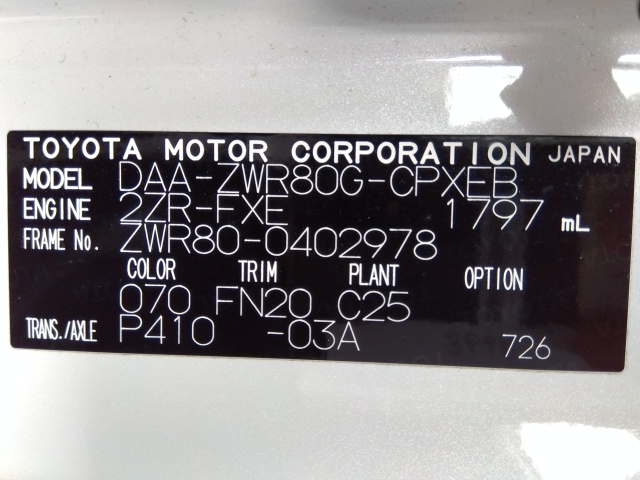 TOYOTA MOTOR CORPORATION JAPAN
MODEL DAA-ZWR80G-CPXEB
ENGINE 2ZR-FXE 1797 mL
FRAME No. ZWR80-0402978
COLOR TRIM PLANT OPTION
070 FN20 C25
TRANS./AXLE P410 -03A
726